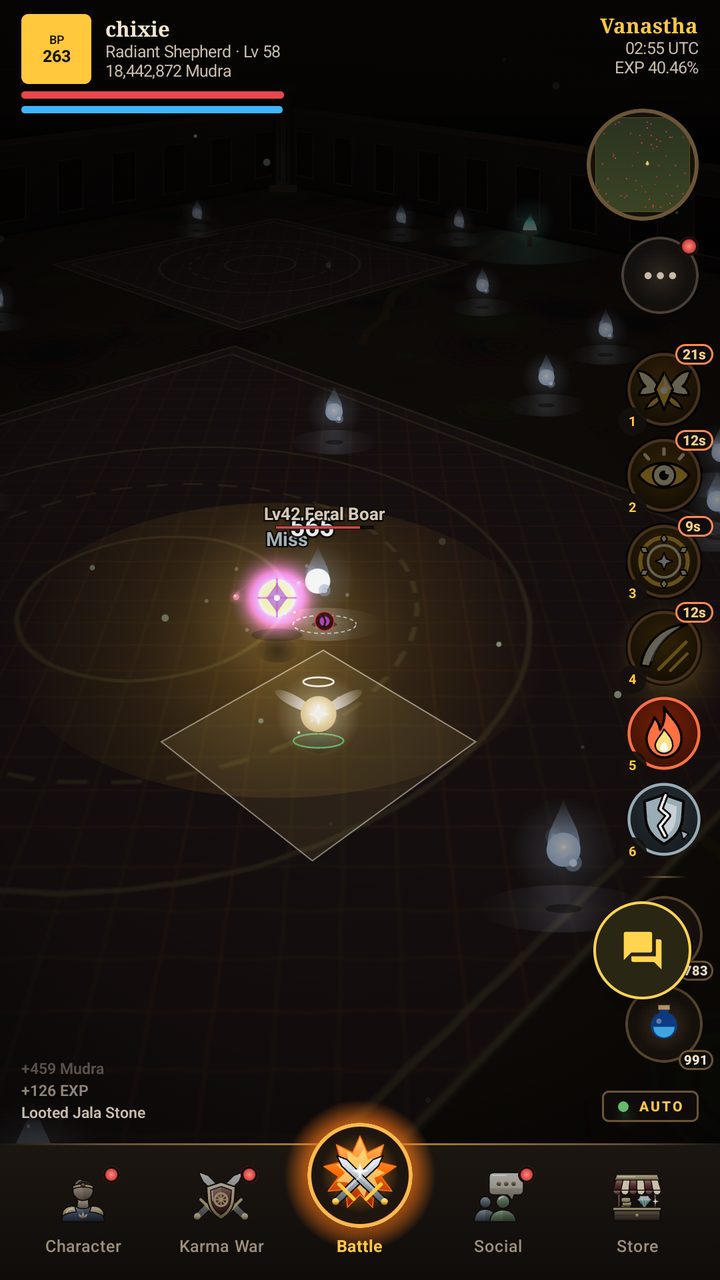 BP
263
chixie
Radiant Shepherd · Lv 58
18,442,872 Mudra
Vanastha
02:55 UTC
EXP 40.46%
21s
1
12s
2
9s
3
12s
4
5
6
Lv42 Feral Boar
565
Miss
783
991
+459 Mudra
+126 EXP
Looted Jala Stone
AUTO
Character
Karma War
Battle
Social
Store